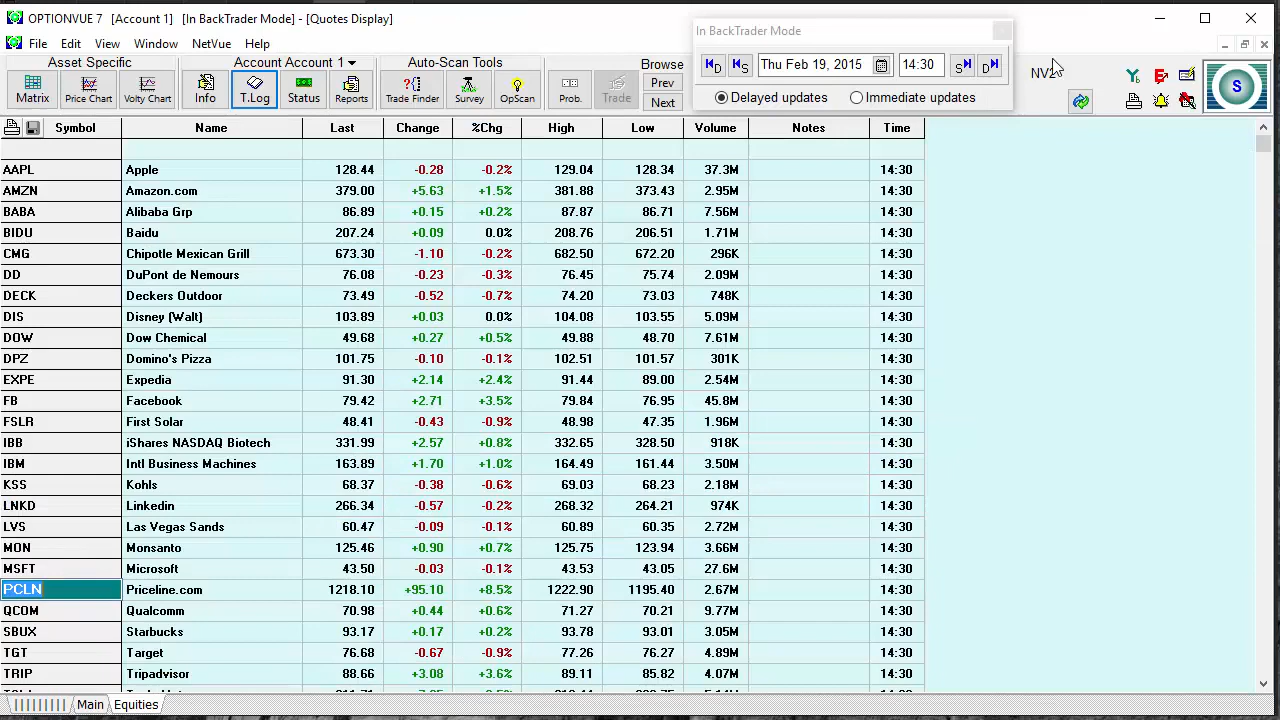 OPTIONVUE 7 [Account 1] [In BackTrader Mode] - [Quotes Display]
File Edit View Window NetVue Help
In BackTrader Mode
Asset Specific Account Account 1 Auto-Scan Tools Browse
Matrix Price Chart Volty Chart Info T.Log Status Reports Trade Finder Survey OpScan Prob. Trade Prev Next
D S Thu Feb 19, 2015 14:30 S D
Delayed updates Immediate updates
S
Symbol Name Last Change %Chg High Low Volume Notes Time
AAPL Apple 128.44 -0.28 -0.2% 129.04 128.34 37.3M 14:30
AMZN Amazon.com 379.00 +5.63 +1.5% 381.88 373.43 2.95M 14:30
BABA Alibaba Grp 86.89 +0.15 +0.2% 87.87 86.71 7.56M 14:30
BIDU Baidu 207.24 +0.09 0.0% 208.76 206.51 1.71M 14:30
CMG Chipotle Mexican Grill 673.30 -1.10 -0.2% 682.50 672.20 296K 14:30
DD DuPont de Nemours 76.08 -0.23 -0.3% 76.45 75.74 2.09M 14:30
DECK Deckers Outdoor 73.49 -0.52 -0.7% 74.20 73.03 748K 14:30
DIS Disney (Walt) 103.89 +0.03 0.0% 104.08 103.55 5.09M 14:30
DOW Dow Chemical 49.68 +0.27 +0.5% 49.88 48.70 7.61M 14:30
DPZ Domino's Pizza 101.75 -0.10 -0.1% 102.51 101.57 301K 14:30
EXPE Expedia 91.30 +2.14 +2.4% 91.44 89.00 2.54M 14:30
FB Facebook 79.42 +2.71 +3.5% 79.84 76.95 45.8M 14:30
FSLR First Solar 48.41 -0.43 -0.9% 48.98 47.35 1.96M 14:30
IBB iShares NASDAQ Biotech 331.99 +2.57 +0.8% 332.65 328.50 918K 14:30
IBM Intl Business Machines 163.89 +1.70 +1.0% 164.49 161.44 3.50M 14:30
KSS Kohls 68.37 -0.38 -0.6% 69.03 68.23 2.18M 14:30
LNKD Linkedin 266.34 -0.57 -0.2% 268.32 264.21 974K 14:30
LVS Las Vegas Sands 60.47 -0.09 -0.1% 60.89 60.35 2.72M 14:30
MON Monsanto 125.46 +0.90 +0.7% 125.75 123.94 3.66M 14:30
MSFT Microsoft 43.50 -0.03 -0.1% 43.53 43.05 27.6M 14:30
PCLN Priceline.com 1218.10 +95.10 +8.5% 1222.90 1195.40 2.67M 14:30
QCOM Qualcomm 70.98 +0.44 +0.6% 71.27 70.21 9.77M 14:30
SBUX Starbucks 93.17 +0.17 +0.2% 93.78 93.01 3.05M 14:30
TGT Target 76.68 -0.67 -0.9% 77.26 76.27 4.89M 14:30
TRIP Tripadvisor 88.66 +3.08 +3.6% 89.11 85.82 4.07M 14:30
Main Equities